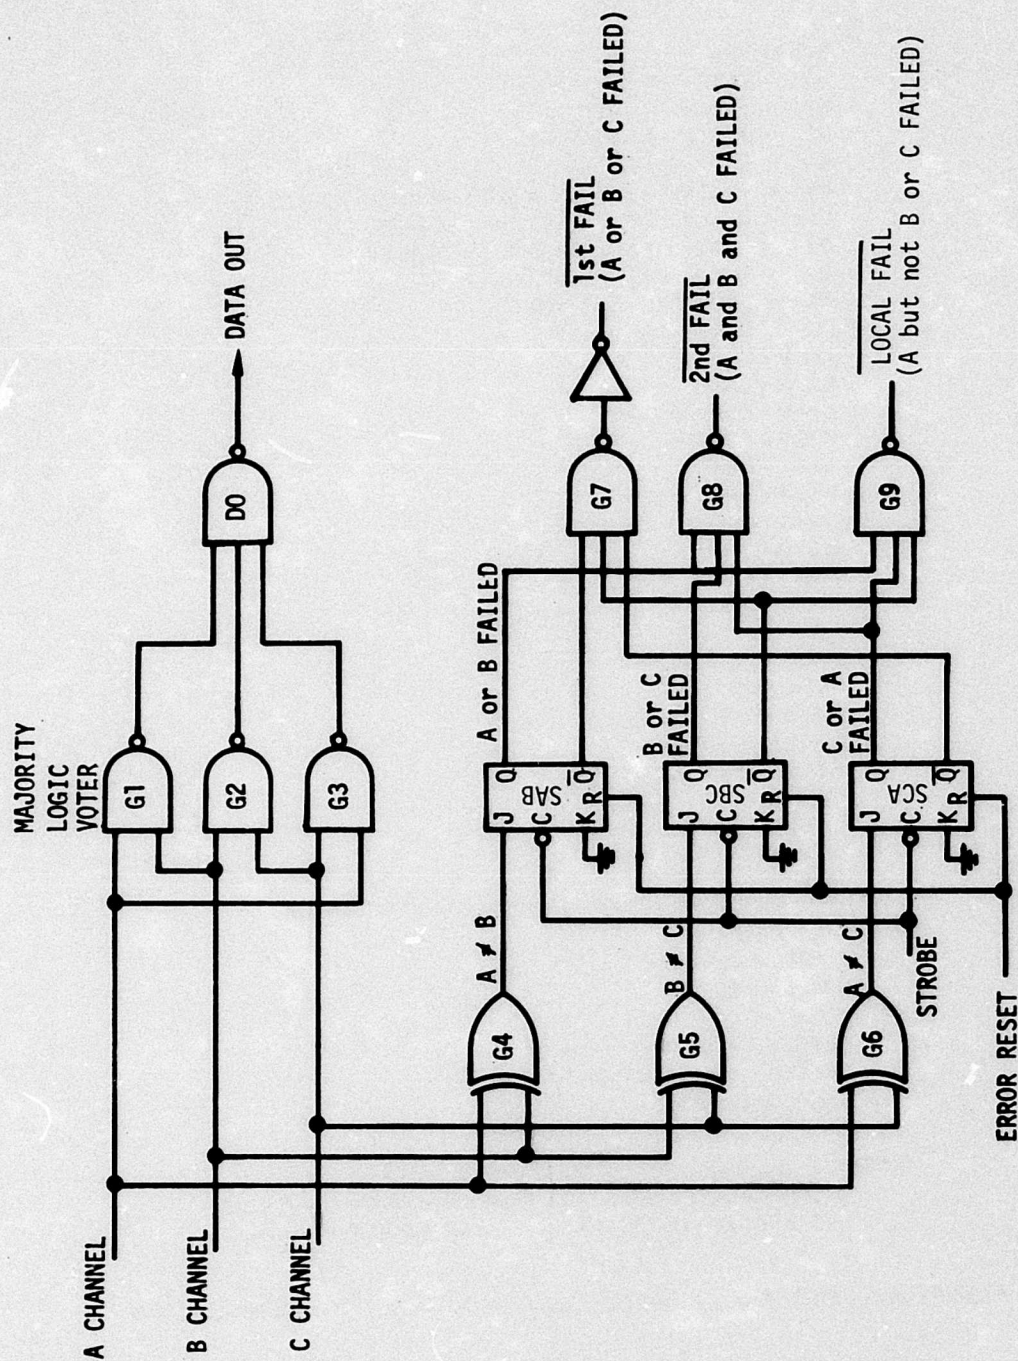 MAJORITY
LOGIC
VOTER
A CHANNEL
B CHANNEL
C CHANNEL
G1
G2
G3
DO
DATA OUT
G4
G5
G6
A ≠ B
B ≠ C
A ≠ C
STROBE
ERROR RESET
J Q
C SAB
K R Q̅
J Q
C SBC
K R Q̅
J Q
C SCA
K R Q̅
A or B FAILED
B or C
FAILED
C or A
FAILED
G7
G8
G9
1st FAIL
(A or B or C FAILED)
2nd FAIL
(A and B and C FAILED)
LOCAL FAIL
(A but not B or C FAILED)